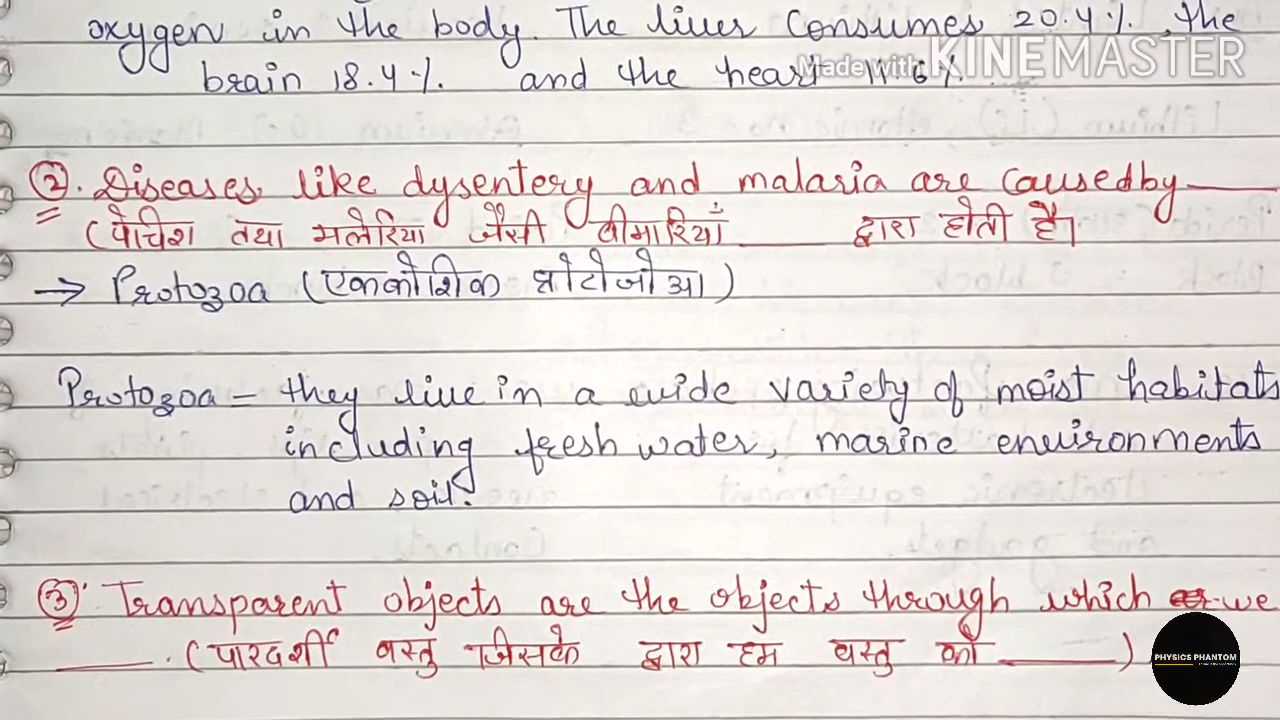 oxygen in the body. The liver consumes 20.4%, the
brain 18.4%. and the heart 11.6%.
Made with KINEMASTER
②. Diseases like dysentery and malaria are caused by ____
(पेचिश तथा मलेरिया जैसी बीमारियाँ ____ द्वारा होती है।
→ Protozoa (एककोशिक प्रोटोजोआ)
Protozoa - they live in a wide variety of moist habitats
including fresh water, marine environments
and soil.
③. Transparent objects are the objects through which we
____. (पारदर्शी वस्तु जिसके द्वारा हम वस्तु को ____)
PHYSICS PHANTOM